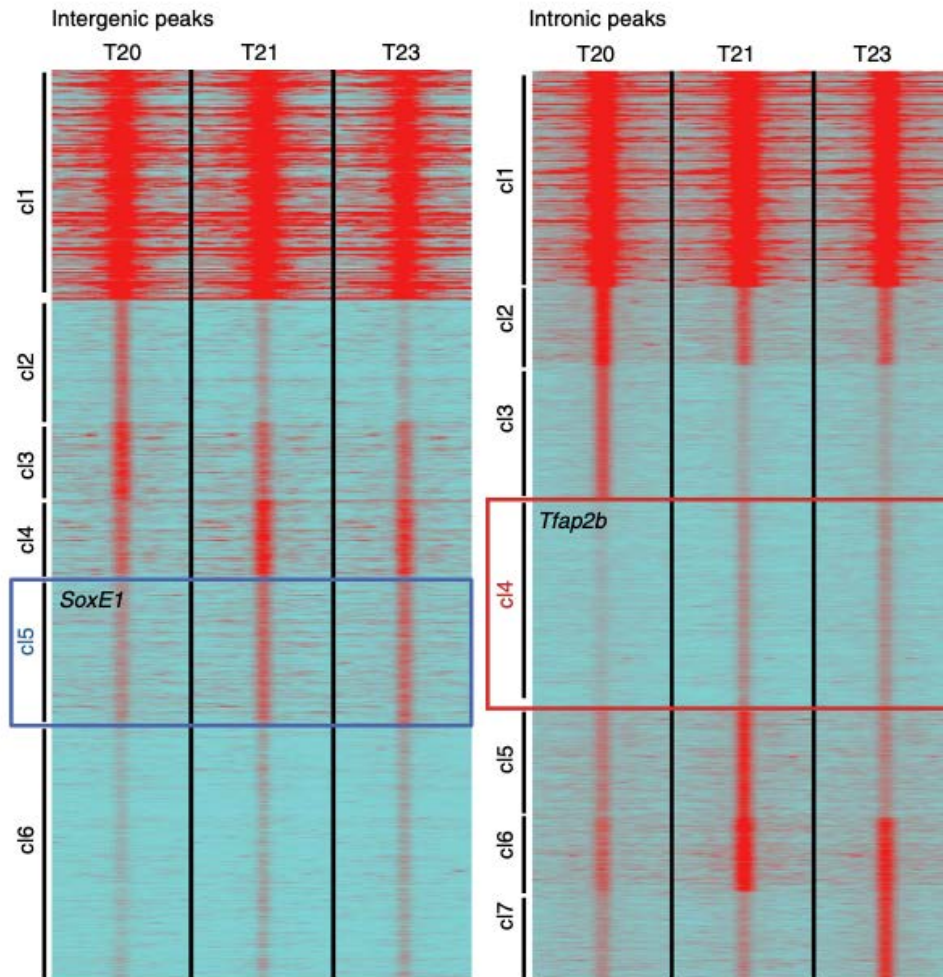 Intergenic peaks
T20 T21 T23
cl1
cl2
cl3
cl4
SoxE1
cl5
cl6
Intronic peaks
T20 T21 T23
cl1
cl2
cl3
Tfap2b
cl4
cl5
cl6
cl7